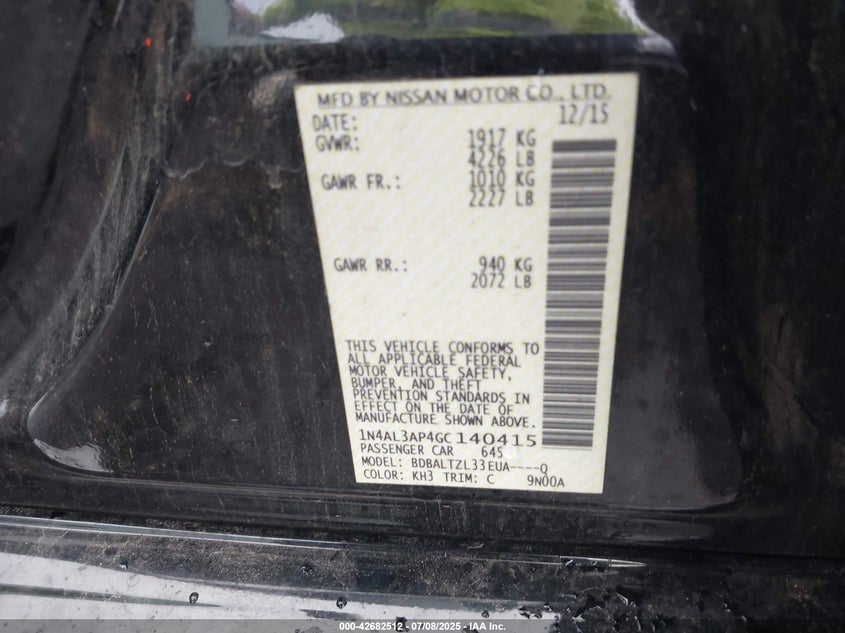 MFD BY NISSAN MOTOR CO., LTD.
DATE: 12/15
GVWR: 1917 KG
4226 LB
GAWR FR.: 1010 KG
2227 LB
GAWR RR.: 940 KG
2072 LB
THIS VEHICLE CONFORMS TO
ALL APPLICABLE FEDERAL
MOTOR VEHICLE SAFETY,
BUMPER, AND THEFT
PREVENTION STANDARDS IN
EFFECT ON THE DATE OF
MANUFACTURE SHOWN ABOVE.
1N4AL3AP4GC140415
PASSENGER CAR 645
MODEL: BDBALTZL33EUA----Q
COLOR: KH3 TRIM: C 9N00A
000-42682512 - 07/08/2025 - IAA Inc.